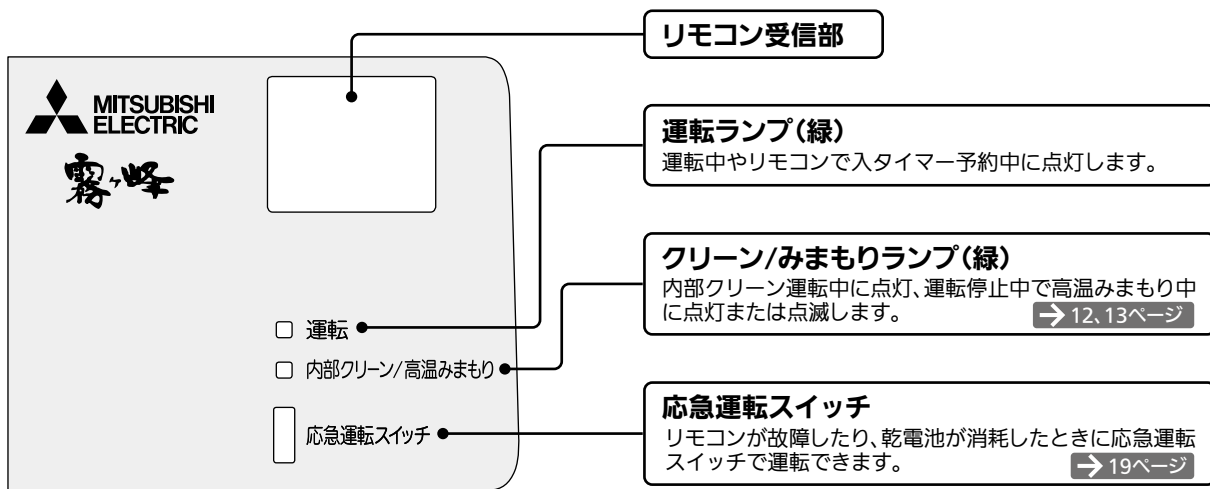 リモコン受信部
MITSUBISHI
ELECTRIC
霧ヶ峰
運転ランプ(緑)
運転中やリモコンで入タイマー予約中に点灯します。
クリーン/みまもりランプ(緑)
内部クリーン運転中に点灯、運転停止中で高温みまもり中
に点灯または点滅します。 → 12、13ページ
運転
内部クリーン/高温みまもり
応急運転スイッチ
応急運転スイッチ
リモコンが故障したり、乾電池が消耗したときに応急運転
スイッチで運転できます。 → 19ページ